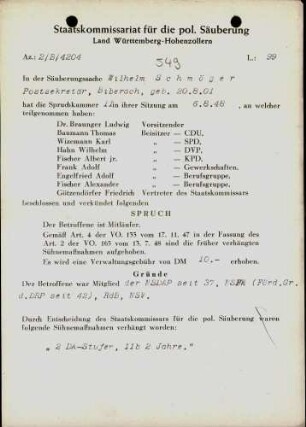 Staatskommissariat für die pol. Säuberung
Land Württemberg-Hohenzollern
Az.: 2/B/4204
L.: 99
549
In der Säuberungssache Wilhelm Schmöger
Postsekretär, Biberach, geb. 20.8.01
hat die Spruchkammer in ihrer Sitzung am 6.8.48, an welcher
teilgenommen haben:
Dr. Braunger Ludwig Vorsitzender
Baumann Thomas Beisitzer — CDU,
Wizemann Karl „ — SPD,
Hahn Wilhelm „ — DVP,
Fischer Albert jr. „ — KPD,
Frank Adolf „ — Gewerkschaften,
Engelfried Adolf „ — Berufsgruppe,
Fischer Alexander „ — Berufsgruppe,
Götzendörfer Friedrich Vertreter des Staatskommissars
beschlossen und verkündet folgenden
SPRUCH
Der Betroffene ist Mitläufer.
Gemäß Art. 4 der VO. 133 vom 17. 11. 47 in der Fassung des
Art. 2 der VO. 165 vom 13. 7. 48 sind die früher verhängten
Sühnemaßnahmen aufgehoben.
Es wird eine Verwaltungsgebühr von DM 10.- erhoben.
Gründe
Der Betroffene war Mitglied der NSDAP seit 37, (Förd.Gr.
seit 42), RdB, NSV.
Durch Entscheidung des Staatskommissars für die pol. Säuberung waren
folgende Sühnemaßnahmen verhängt worden:
„2 DA-Stufen, IIb 2 Jahre."